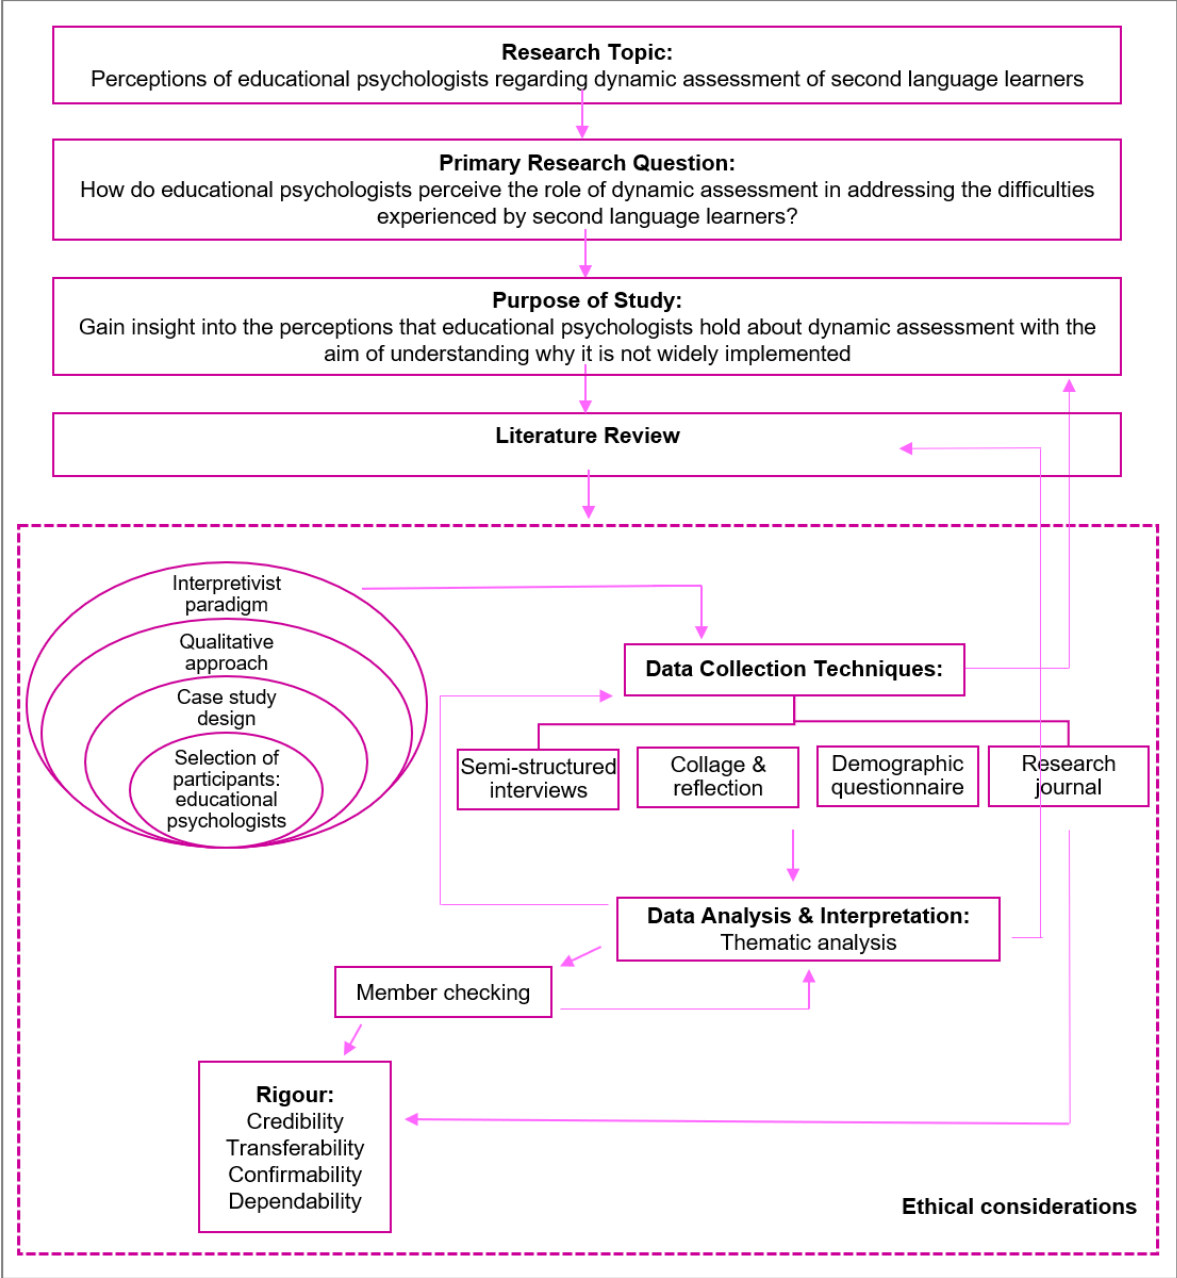 Research Topic:
Perceptions of educational psychologists regarding dynamic assessment of second language learners
Primary Research Question:
How do educational psychologists perceive the role of dynamic assessment in addressing the difficulties
experienced by second language learners?
Purpose of Study:
Gain insight into the perceptions that educational psychologists hold about dynamic assessment with the
aim of understanding why it is not widely implemented
Literature Review
Interpretivist
paradigm
Qualitative
approach
Case study
design
Selection of
participants:
educational
psychologists
Data Collection Techniques:
Semi-structured
interviews
Collage &
reflection
Demographic
questionnaire
Research
journal
Data Analysis & Interpretation:
Thematic analysis
Member checking
Rigour:
Credibility
Transferability
Confirmability
Dependability
Ethical considerations